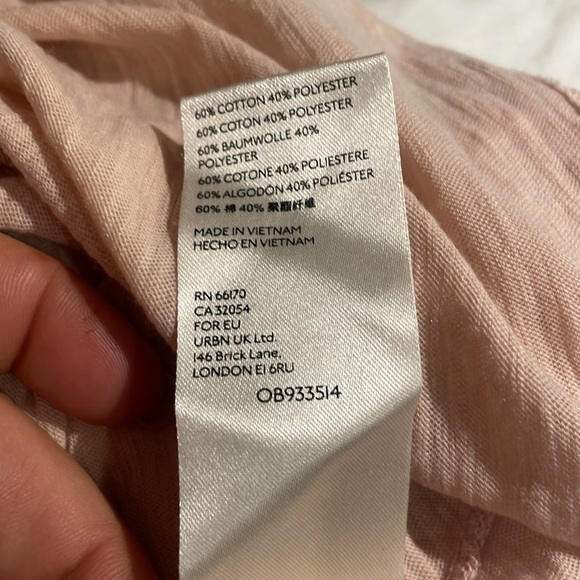 60% COTTON 40% POLYESTER
60% COTON 40% POLYESTER
60% BAUMWOLLE 40%
POLYESTER
60% COTONE 40% POLIESTERE
60% ALGODÓN 40% POLIÉSTER
60% 棉 40% 聚酯纤维
MADE IN VIETNAM
HECHO EN VIETNAM
RN 66170
CA 32054
FOR EU
URBN UK Ltd.
146 Brick Lane,
LONDON E1 6RU
OB933514